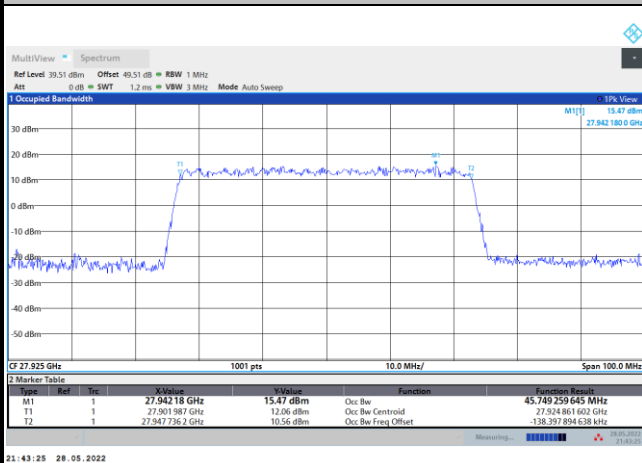 MultiView Spectrum
Ref Level 39.51 dBm Offset 49.51 dB RBW 1 MHz
Att 0 dB SWT 1.2 ms VBW 3 MHz Mode Auto Sweep
1 Occupied Bandwidth 1Pk View
M1[1] 15.47 dBm
27.942 180 0 GHz
30 dBm
20 dBm
M1
T1 T2
10 dBm
0 dBm
-10 dBm
-20 dBm
-30 dBm
-40 dBm
-50 dBm
CF 27.925 GHz 1001 pts 10.0 MHz/ Span 100.0 MHz
2 Marker Table
Type Ref Trc X-Value Y-Value Function Function Result
M1 1 27.942 18 GHz 15.47 dBm Occ Bw 45.749 259 645 MHz
T1 1 27.901 987 GHz 12.06 dBm Occ Bw Centroid 27.924 861 602 GHz
T2 1 27.947 736 2 GHz 10.56 dBm Occ Bw Freq Offset -138.397 894 638 kHz
Measuring... 28.05.2022
21:43:25
21:43:25 28.05.2022